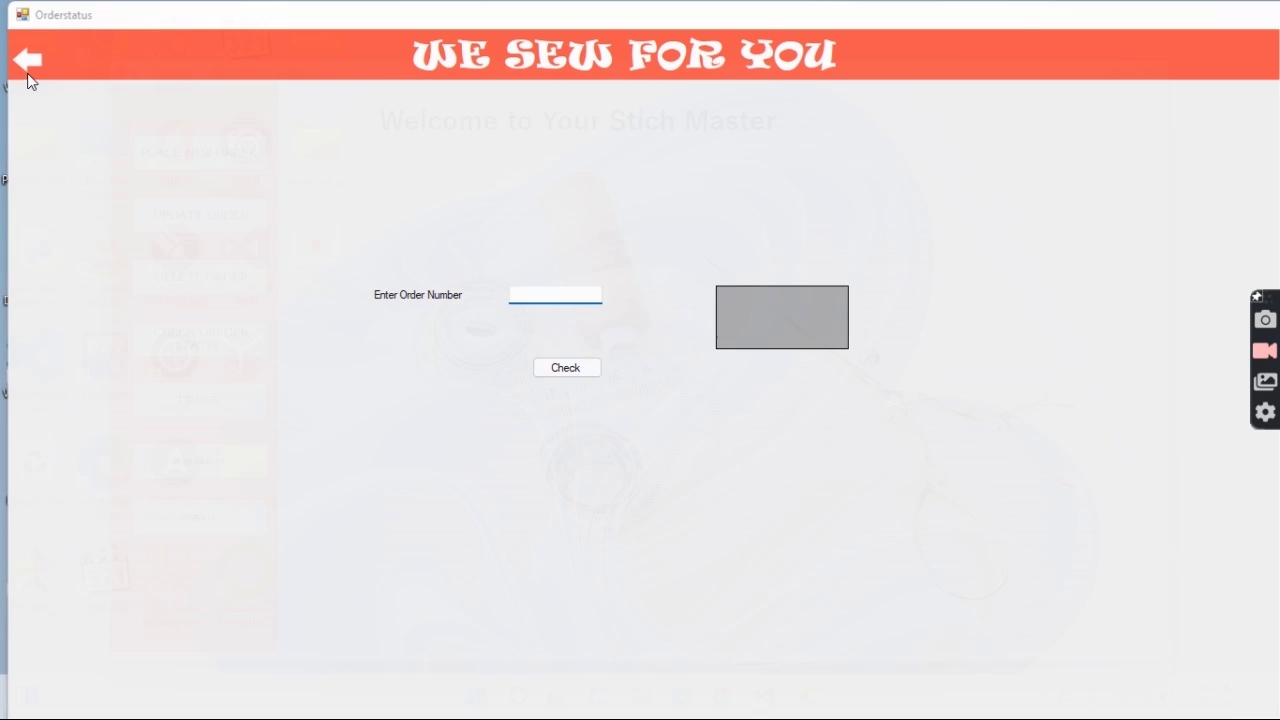 Orderstatus
WE SEW FOR YOU
Welcome to Your Stich Master
PLACE NEW ORDER
UPDATE ORDER
DELETE ORDER
CHECK ORDER
Enter Order Number
Check